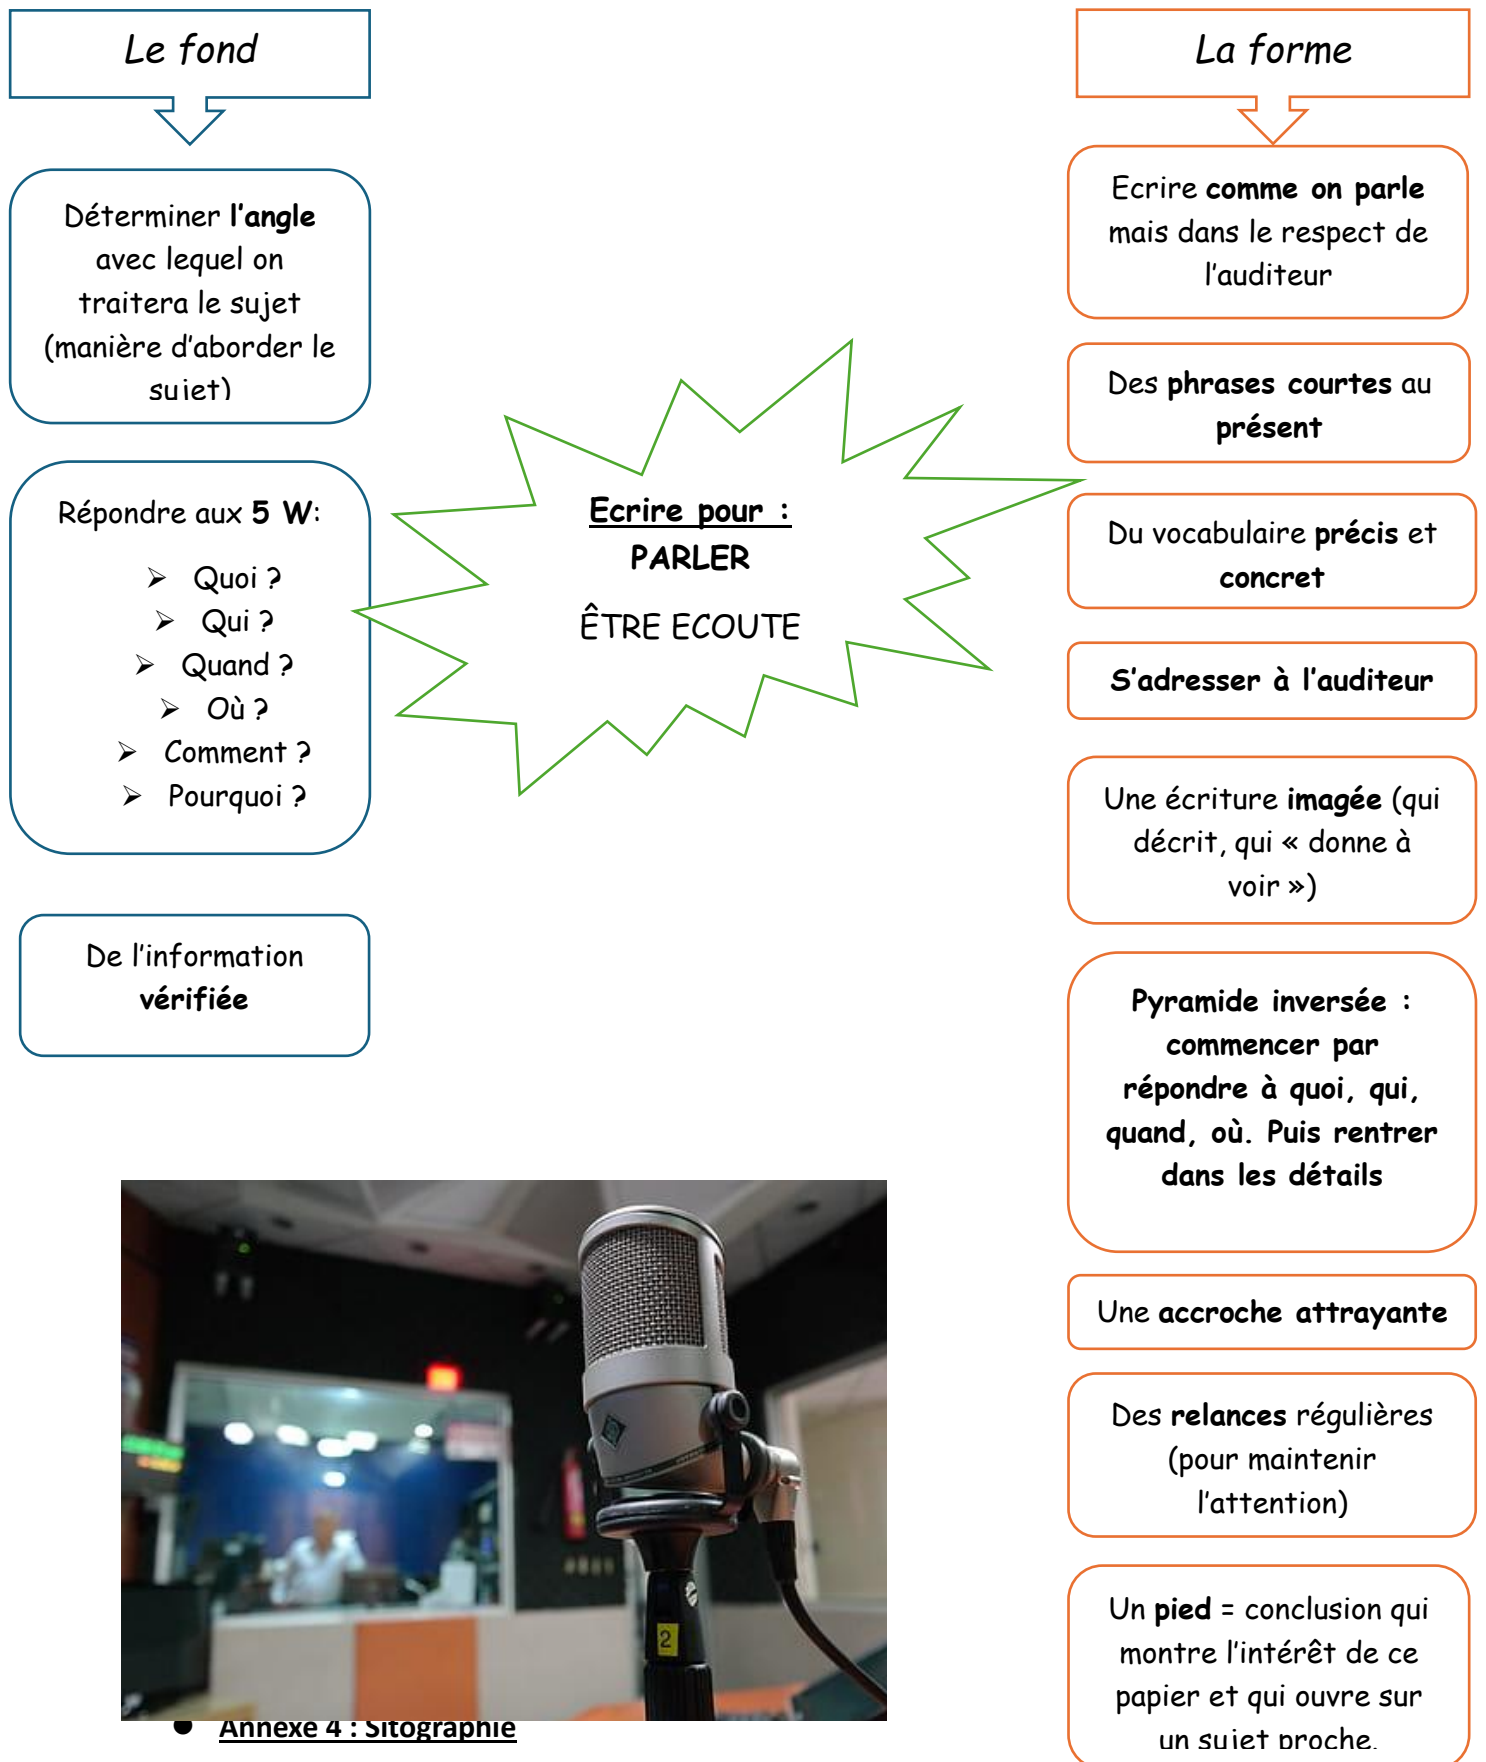 Le fond
Déterminer l'angle
avec lequel on
traitera le sujet
(manière d'aborder le
sujet)
Répondre aux 5 W:
➢ Quoi ?
➢ Qui ?
➢ Quand ?
➢ Où ?
➢ Comment ?
➢ Pourquoi ?
De l'information
vérifiée
Ecrire pour :
PARLER
ÊTRE ECOUTE
La forme
Ecrire comme on parle
mais dans le respect de
l'auditeur
Des phrases courtes au
présent
Du vocabulaire précis et
concret
S'adresser à l'auditeur
Une écriture imagée (qui
décrit, qui « donne à
voir »)
Pyramide inversée :
commencer par
répondre à quoi, qui,
quand, où. Puis rentrer
dans les détails
Une accroche attrayante
Des relances régulières
(pour maintenir
l'attention)
Un pied = conclusion qui
montre l'intérêt de ce
papier et qui ouvre sur
un sujet proche.
2
● Annexe 4 : Sitographie